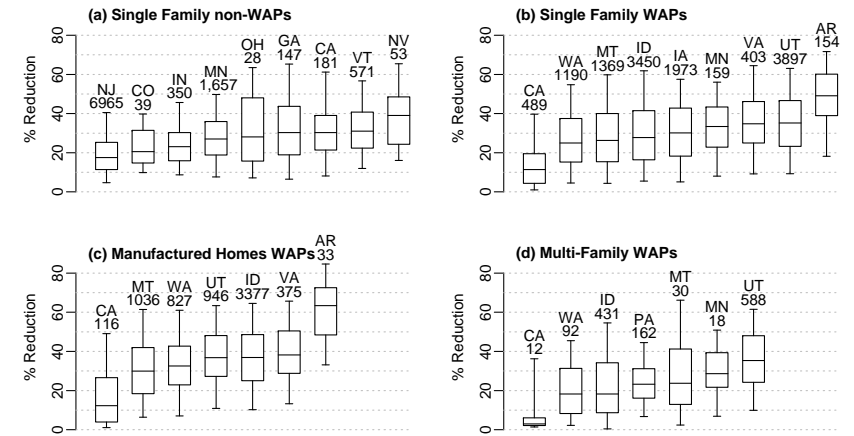 (a) Single Family non-WAPs
% Reduction
0
20
40
60
80
NJ
6965
CO
39
IN
350
MN
1,657
OH
28
GA
147
CA
181
VT
571
NV
53
(b) Single Family WAPs
% Reduction
0
20
40
60
80
CA
489
WA
1190
MT
1369
ID
3450
IA
1973
MN
159
VA
403
UT
3897
AR
154
(c) Manufactured Homes WAPs
% Reduction
0
20
40
60
80
CA
116
MT
1036
WA
827
UT
946
ID
3377
VA
375
AR
33
(d) Multi-Family WAPs
% Reduction
0
20
40
60
80
CA
12
WA
92
ID
431
PA
162
MT
30
MN
18
UT
588